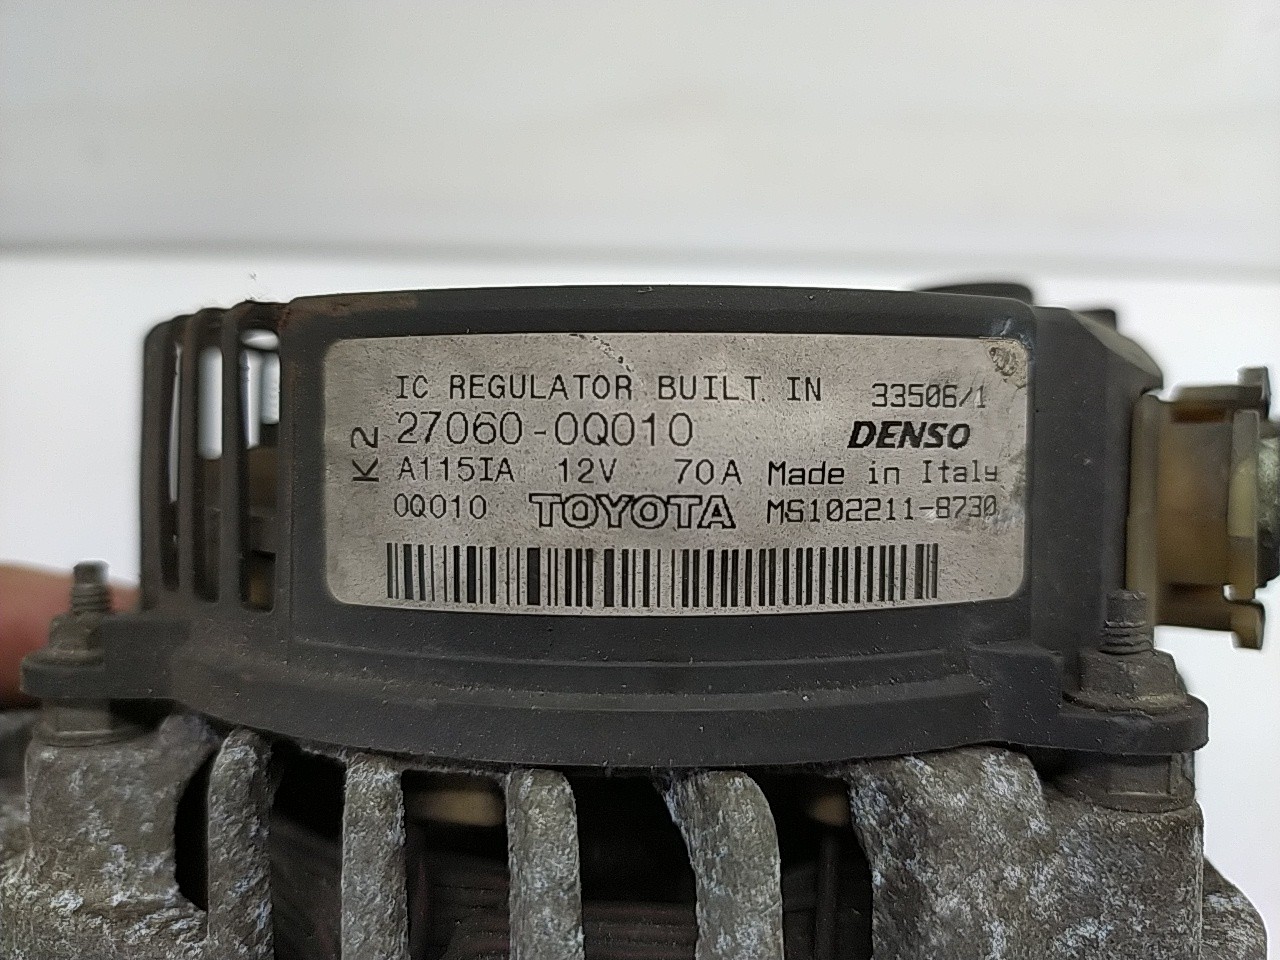 IC REGULATOR BUILT IN 33506/1
K2 27060-0Q010 DENSO
A115IA 12V 70A Made in Italy
0Q010 TOYOTA MS102211-8730